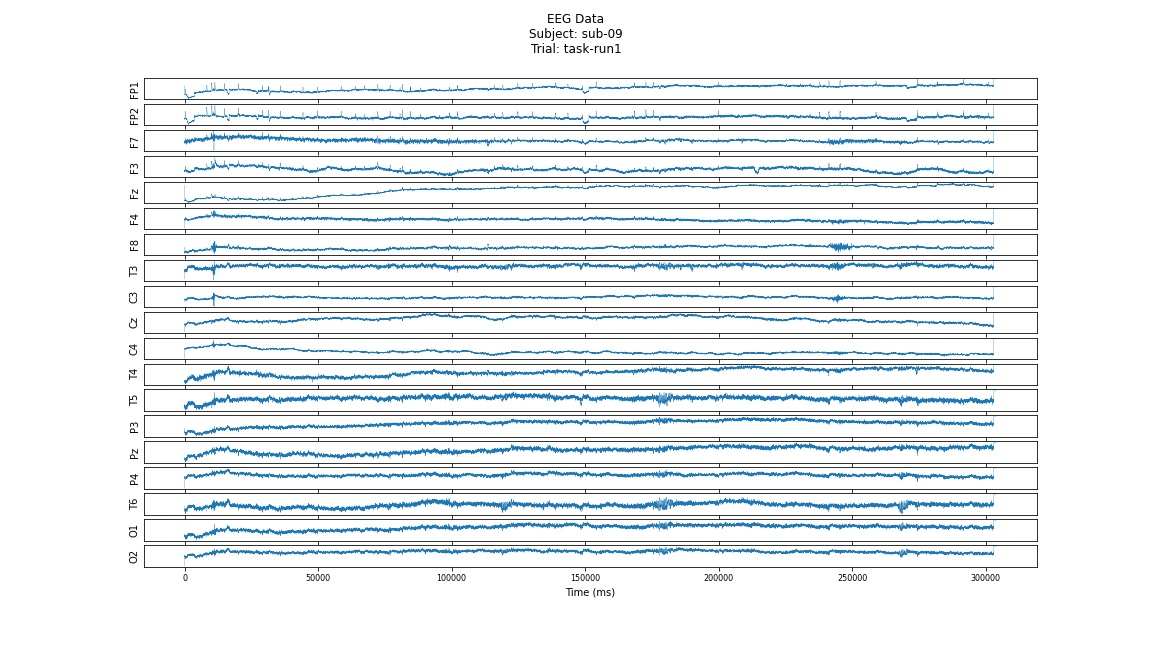 EEG Data
Subject: sub-09
Trial: task-run1
FP1
FP2
F7
F3
Fz
F4
F8
T3
C3
Cz
C4
T4
T5
P3
Pz
P4
T6
O1
O2
0 50000 100000 150000 200000 250000 300000
Time (ms)